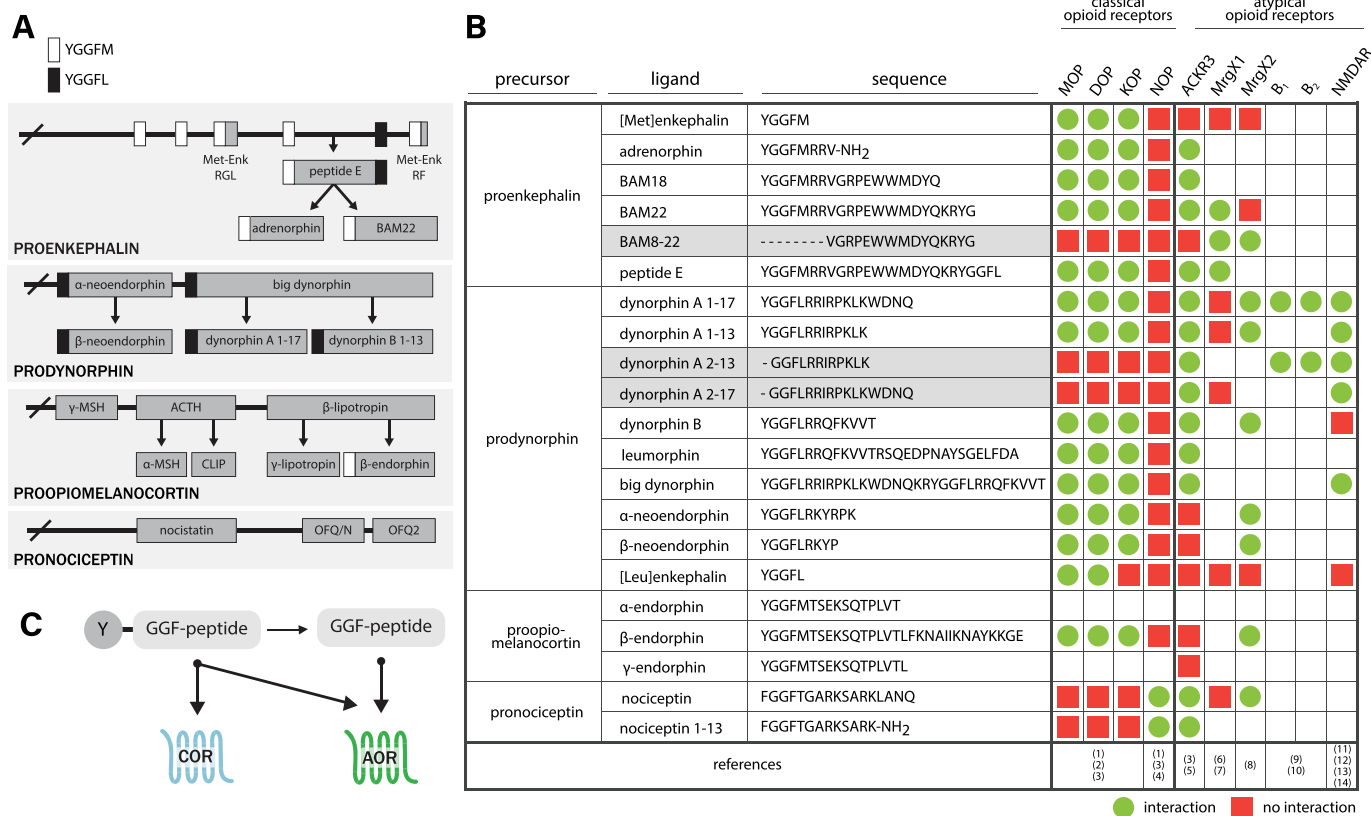 A
YGGFM
YGGFL
Met-Enk
RGL
Met-Enk
RF
peptide E
adrenorphin
BAM22
PROENKEPHALIN
α-neoendorphin
big dynorphin
β-neoendorphin
dynorphin A 1-17
dynorphin B 1-13
PRODYNORPHIN
γ-MSH
ACTH
β-lipotropin
α-MSH
CLIP
γ-lipotropin
β-endorphin
PROOPIOMELANOCORTIN
nocistatin
OFQ/N
OFQ2
PRONOCICEPTIN
B
classical
opioid receptors
atypical
opioid receptors
precursor ligand sequence MOP DOP KOP NOP ACKR3 MrgX1 MrgX2 B1 B2 NMDAR
proenkephalin
[Met]enkephalin YGGFM
adrenorphin YGGFMRRV-NH2
BAM18 YGGFMRRVGRPEWWMDYQ
BAM22 YGGFMRRVGRPEWWMDYQKRYG
BAM8-22 - - - - - - - - VGRPEWWMDYQKRYG
peptide E YGGFMRRVGRPEWWMDYQKRYGGFL
prodynorphin
dynorphin A 1-17 YGGFLRRIRPKLKWDNQ
dynorphin A 1-13 YGGFLRRIRPKLK
dynorphin A 2-13 - GGFLRRIRPKLK
dynorphin A 2-17 - GGFLRRIRPKLKWDNQ
dynorphin B YGGFLRRQFKVVT
leumorphin YGGFLRRQFKVVTRSQEDPNAYSGELFDA
big dynorphin YGGFLRRIRPKLKWDNQKRYGGFLRRQFKVVT
α-neoendorphin YGGFLRKYRPK
β-neoendorphin YGGFLRKYP
[Leu]enkephalin YGGFL
proopio-
melanocortin
α-endorphin YGGFMTSEKSQTPLVT
β-endorphin YGGFMTSEKSQTPLVTLFKNAIIKNAYKKGE
γ-endorphin YGGFMTSEKSQTPLVTL
pronociceptin
nociceptin FGGFTGARKSARKLANQ
nociceptin 1-13 FGGFTGARKSARK-NH2
references
(1)
(2)
(3)
(1)
(3)
(4)
(3)
(5)
(6)
(7)
(8)
(9)
(10)
(11)
(12)
(13)
(14)
interaction no interaction
C
Y GGF-peptide GGF-peptide
COR AOR